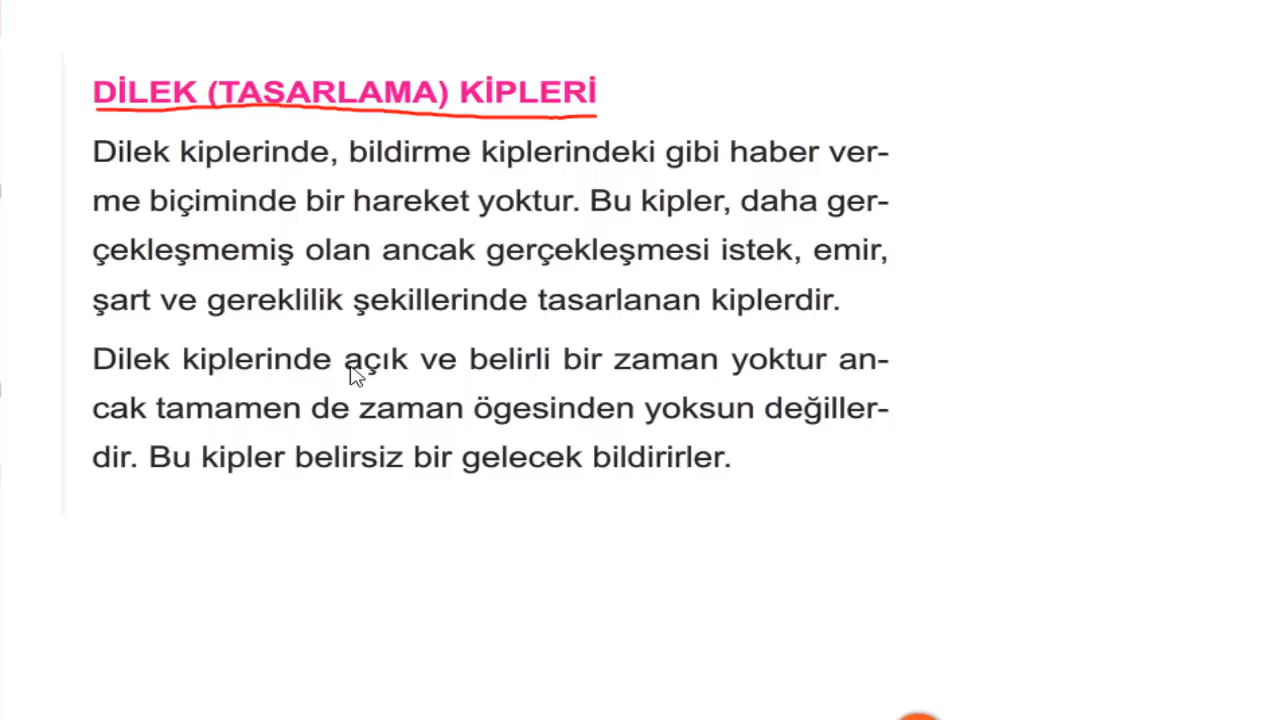 DİLEK (TASARLAMA) KİPLERİ
Dilek kiplerinde, bildirme kiplerindeki gibi haber ver-
me biçiminde bir hareket yoktur. Bu kipler, daha ger-
çekleşmemiş olan ancak gerçekleşmesi istek, emir,
şart ve gereklilik şekillerinde tasarlanan kiplerdir.
Dilek kiplerinde açık ve belirli bir zaman yoktur an-
cak tamamen de zaman ögesinden yoksun değiller-
dir. Bu kipler belirsiz bir gelecek bildirirler.